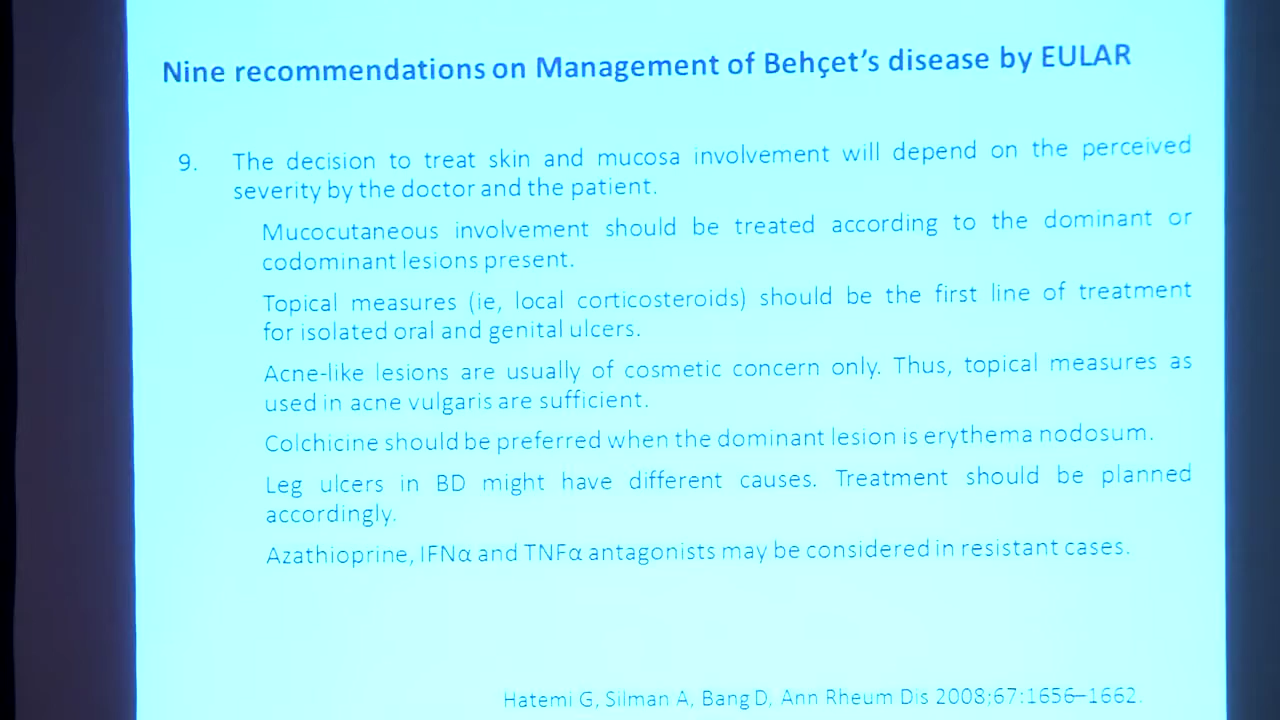 Nine recommendations on Management of Behçet’s disease by EULAR
9. The decision to treat skin and mucosa involvement will depend on the perceived
severity by the doctor and the patient.
Mucocutaneous involvement should be treated according to the dominant or
codominant lesions present.
Topical measures (ie, local corticosteroids) should be the first line of treatment
for isolated oral and genital ulcers.
Acne-like lesions are usually of cosmetic concern only. Thus, topical measures as
used in acne vulgaris are sufficient.
Colchicine should be preferred when the dominant lesion is erythema nodosum.
Leg ulcers in BD might have different causes. Treatment should be planned
accordingly.
Azathioprine, IFNα and TNFα antagonists may be considered in resistant cases.
Hatemi G, Silman A, Bang D, Ann Rheum Dis 2008;67:1656–1662.